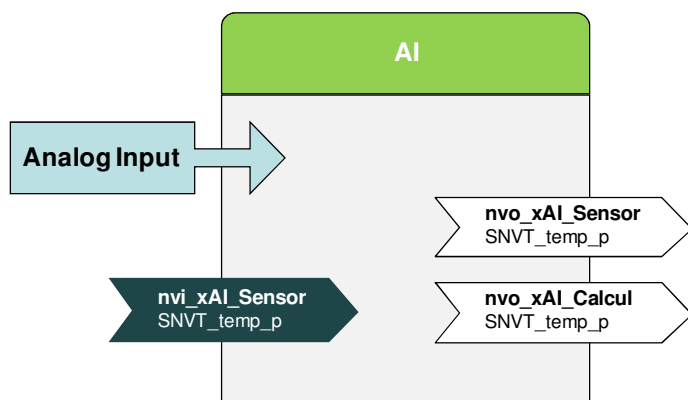 AI
Analog Input
nvo_xAI_Sensor
SNVT_temp_p
nvi_xAI_Sensor
SNVT_temp_p
nvo_xAI_Calcul
SNVT_temp_p